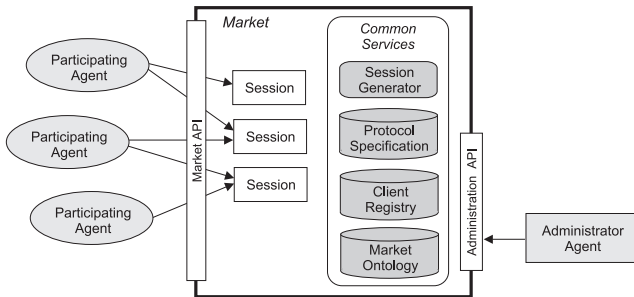 Market
Common
Services
Participating
Agent
Participating
Agent
Participating
Agent
Market API
Session
Session
Session
Session
Generator
Protocol
Specification
Client
Registry
Market
Ontology
Administration API
Administrator
Agent